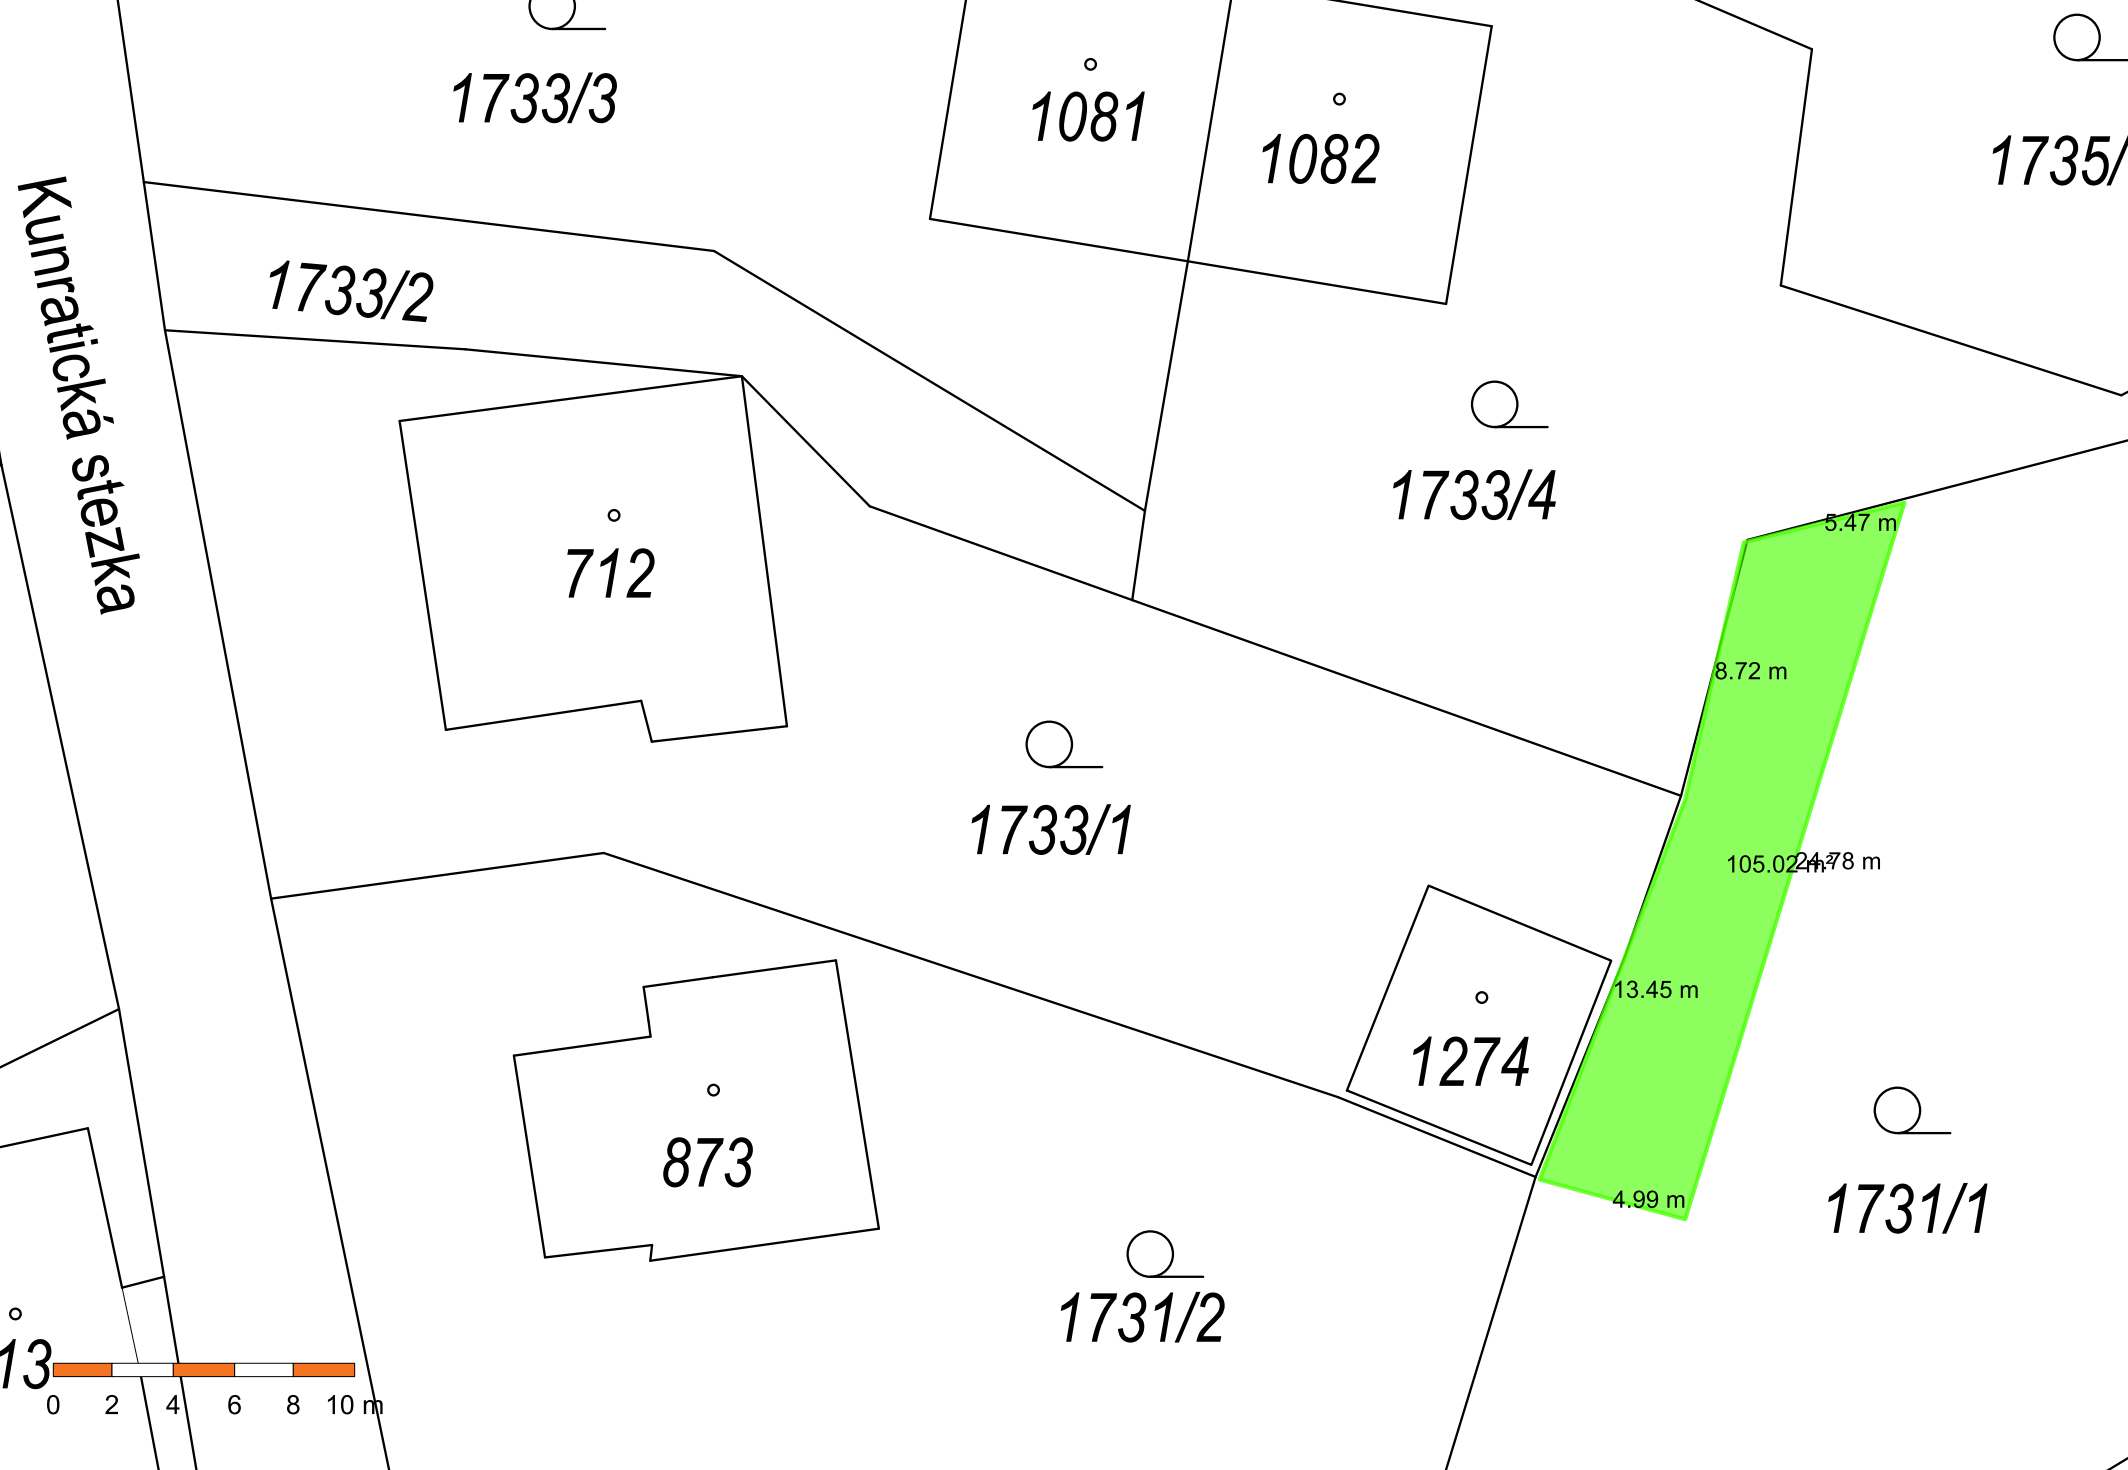 1733/3
1081
1082
1735/
Kunratická stezka
1733/2
1733/4
5.47 m
712
8.72 m
1733/1
105.02 m²
24.78 m
13.45 m
1274
873
4.99 m
1731/1
1731/2
13
0 2 4 6 8 10 m